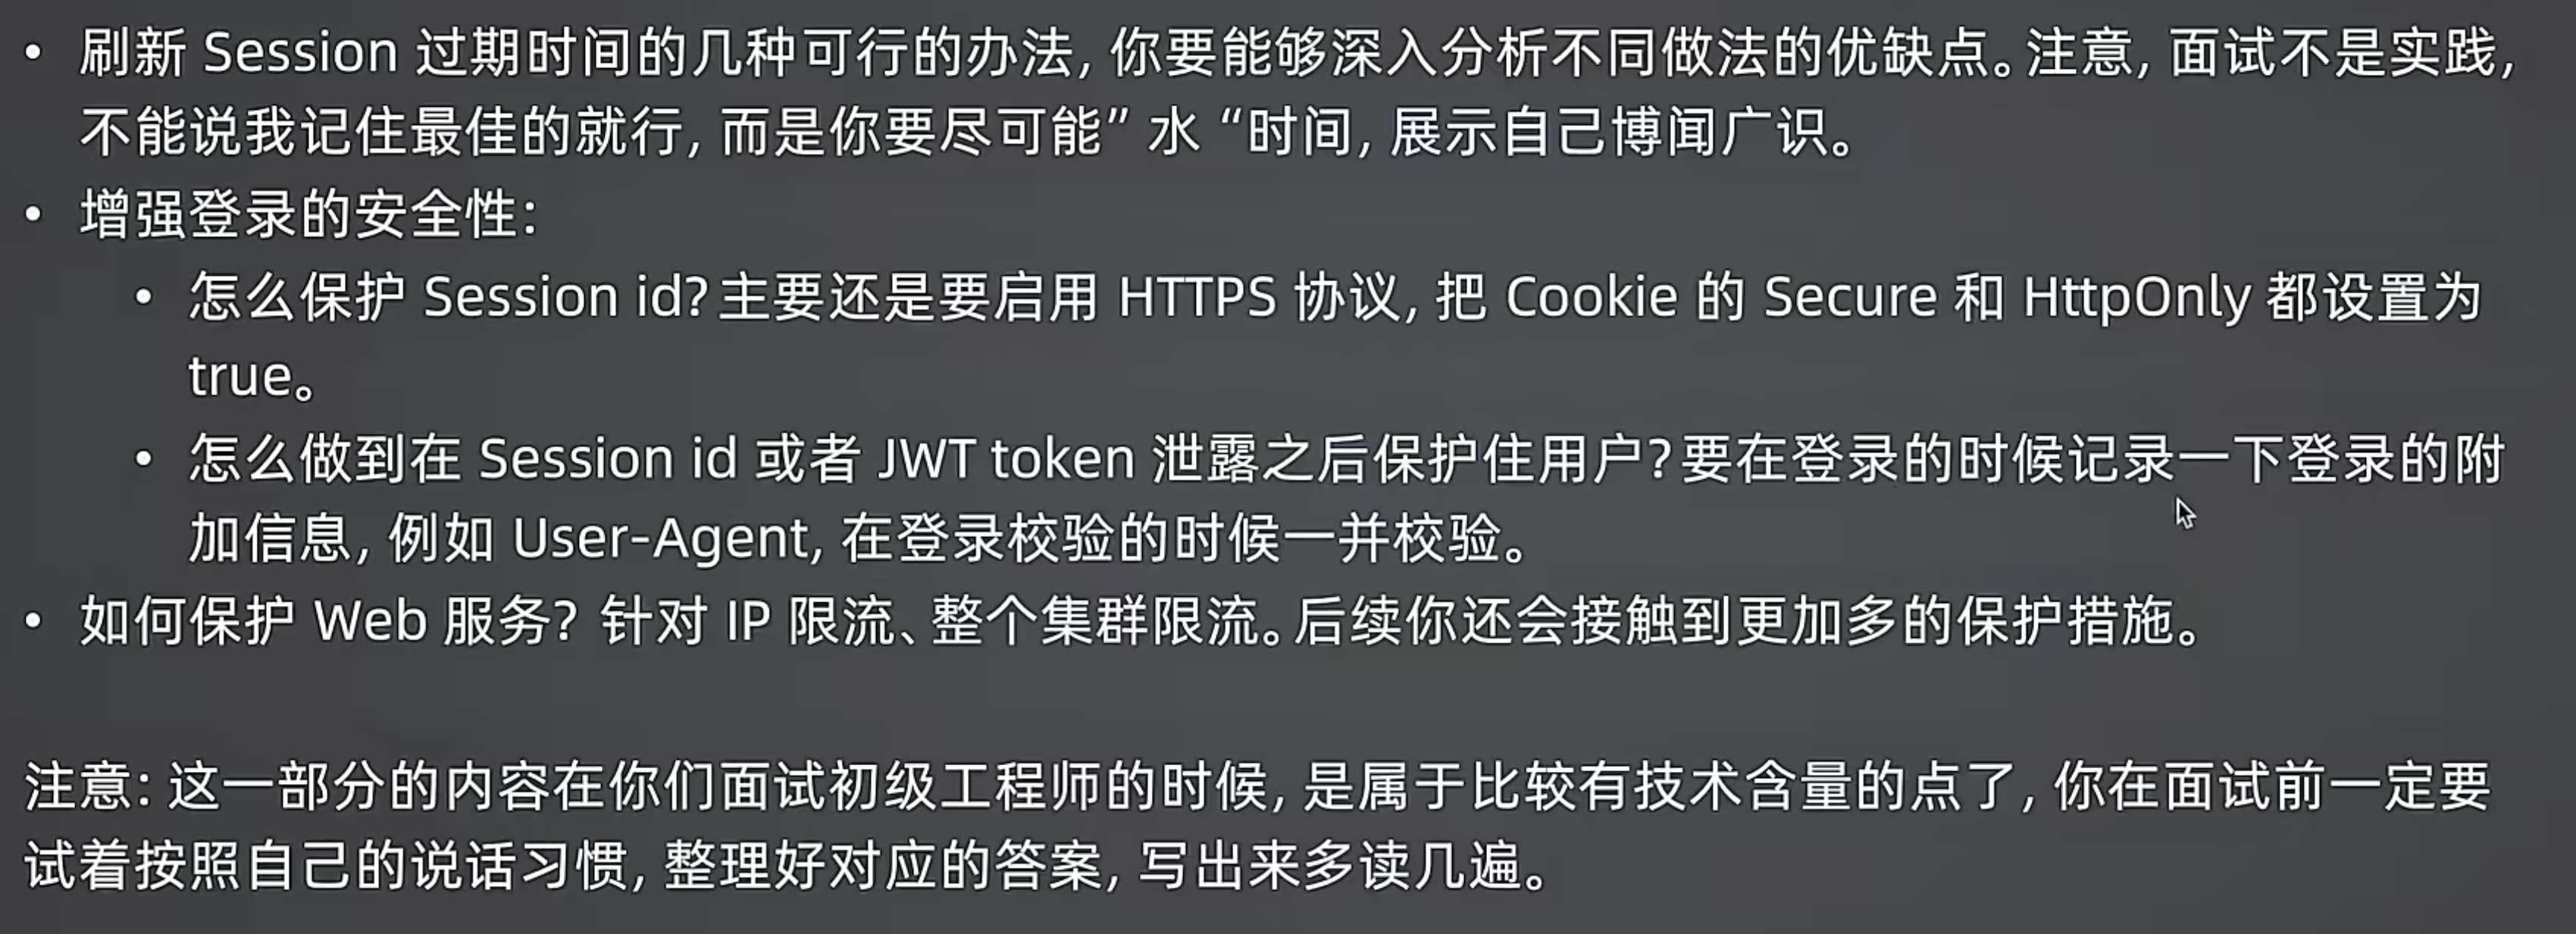 • 刷新 Session 过期时间的几种可行的办法, 你要能够深入分析不同做法的优缺点。注意, 面试不是实践,
不能说我记住最佳的就行, 而是你要尽可能” 水 “时间, 展示自己博闻广识。
• 增强登录的安全性:
• 怎么保护 Session id? 主要还是要启用 HTTPS 协议, 把 Cookie 的 Secure 和 HttpOnly 都设置为
true。
• 怎么做到在 Session id 或者 JWT token 泄露之后保护住用户? 要在登录的时候记录一下登录的附
加信息, 例如 User-Agent, 在登录校验的时候一并校验。
• 如何保护 Web 服务? 针对 IP 限流、整个集群限流。后续你还会接触到更加多的保护措施。
注意: 这一部分的内容在你们面试初级工程师的时候, 是属于比较有技术含量的点了, 你在面试前一定要
试着按照自己的说话习惯, 整理好对应的答案, 写出来多读几遍。